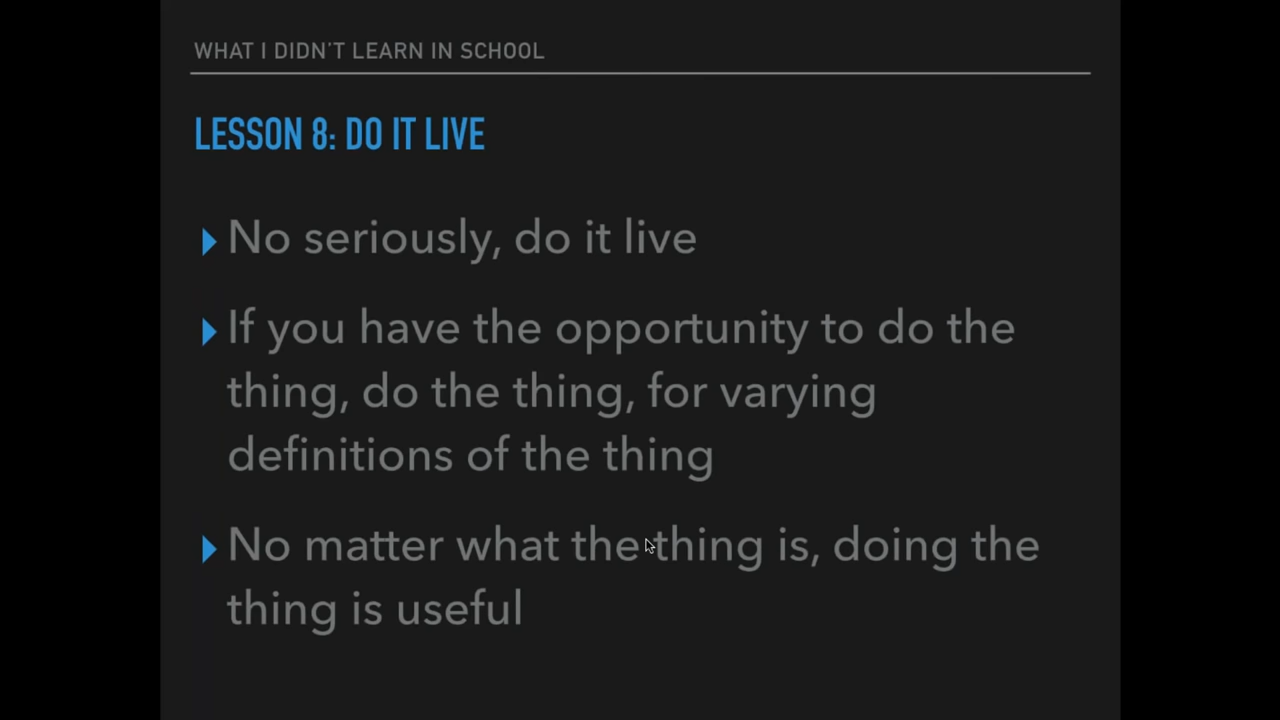 WHAT I DIDN'T LEARN IN SCHOOL
LESSON 8: DO IT LIVE
No seriously, do it live
If you have the opportunity to do the
thing, do the thing, for varying
definitions of the thing
No matter what the thing is, doing the
thing is useful